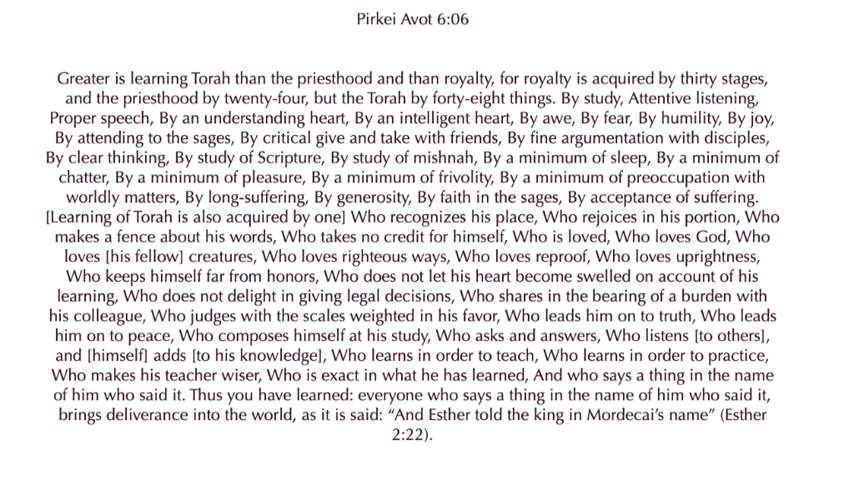 Pirkei Avot 6:06
Greater is learning Torah than the priesthood and than royalty, for royalty is acquired by thirty stages,
and the priesthood by twenty-four, but the Torah by forty-eight things. By study, Attentive listening,
Proper speech, By an understanding heart, By an intelligent heart, By awe, By fear, By humility, By joy,
By attending to the sages, By critical give and take with friends, By fine argumentation with disciples,
By clear thinking, By study of Scripture, By study of mishnah, By a minimum of sleep, By a minimum of
chatter, By a minimum of pleasure, By a minimum of frivolity, By a minimum of preoccupation with
worldly matters, By long-suffering, By generosity, By faith in the sages, By acceptance of suffering.
[Learning of Torah is also acquired by one] Who recognizes his place, Who rejoices in his portion, Who
makes a fence about his words, Who takes no credit for himself, Who is loved, Who loves God, Who
loves [his fellow] creatures, Who loves righteous ways, Who loves reproof, Who loves uprightness,
Who keeps himself far from honors, Who does not let his heart become swelled on account of his
learning, Who does not delight in giving legal decisions, Who shares in the bearing of a burden with
his colleague, Who judges with the scales weighted in his favor, Who leads him on to truth, Who leads
him on to peace, Who composes himself at his study, Who asks and answers, Who listens [to others],
and [himself] adds [to his knowledge], Who learns in order to teach, Who learns in order to practice,
Who makes his teacher wiser, Who is exact in what he has learned, And who says a thing in the name
of him who said it. Thus you have learned: everyone who says a thing in the name of him who said it,
brings deliverance into the world, as it is said: “And Esther told the king in Mordecai’s name” (Esther
2:22).